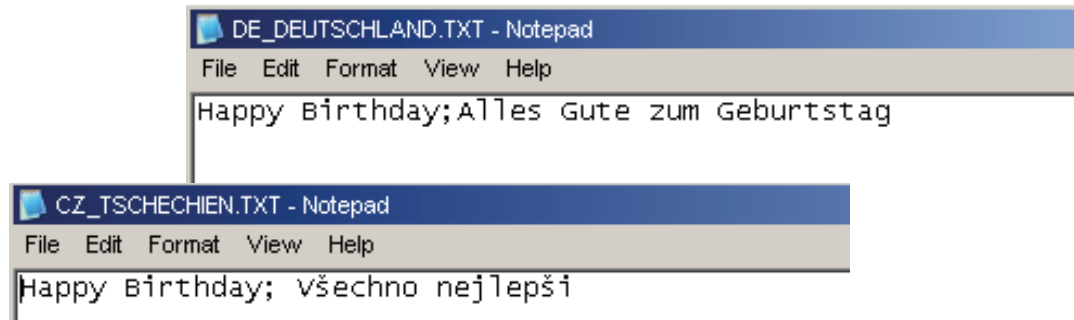 DE_DEUTSCHLAND.TXT - Notepad
File Edit Format View Help
Happy Birthday;Alles Gute zum Geburtstag
CZ_TSCHECHIEN.TXT - Notepad
File Edit Format View Help
Happy Birthday; Všechno nejlepši